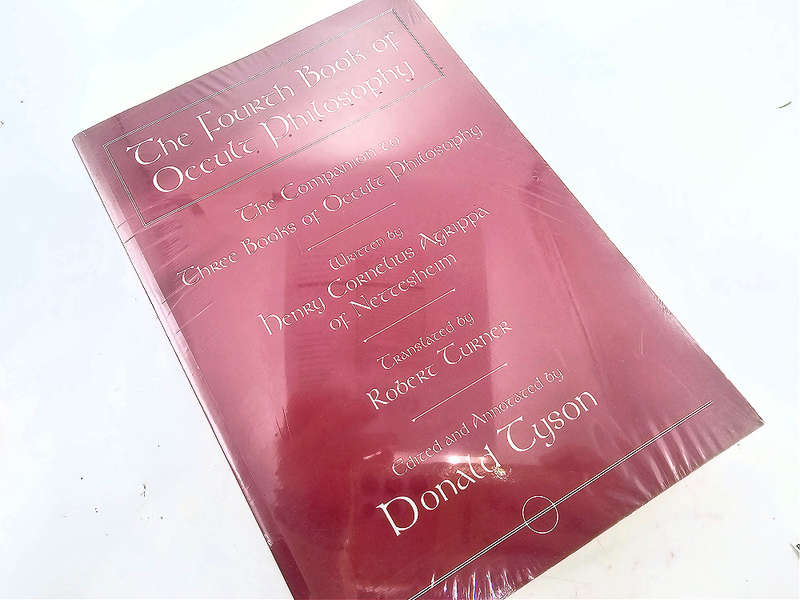 The Fourth Book of
Occult Philosophy
The Companion to
Three Books of Occult Philosophy
Written by
Henry Cornelius Agrippa
of Nettesheim
Translated by
Robert Turner
Edited and Annotated by
Donald Tyson